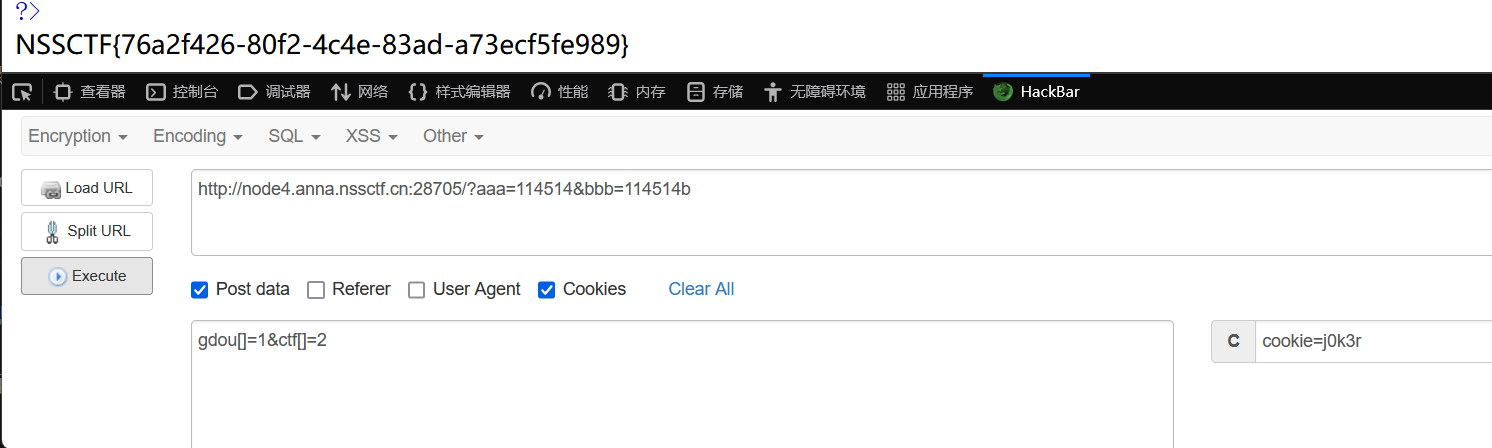 ?>
NSSCTF{76a2f426-80f2-4c4e-83ad-a73ecf5fe989}
查看器 控制台 调试器 网络 样式编辑器 性能 内存 存储 无障碍环境 应用程序 HackBar
Encryption Encoding SQL XSS Other
Load URL http://node4.anna.nssctf.cn:28705/?aaa=114514&bbb=114514b
Split URL
Execute
Post data Referer User Agent Cookies Clear All
gdou[]=1&ctf[]=2 C cookie=j0k3r